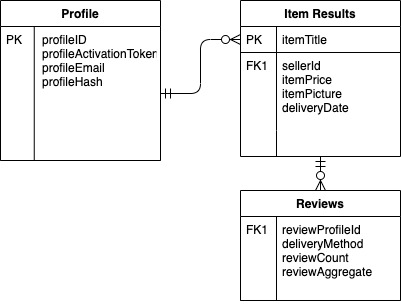 Profile
PK profileID
profileActivationToken
profileEmail
profileHash
Item Results
PK itemTitle
FK1 sellerId
itemPrice
itemPicture
deliveryDate
Reviews
FK1 reviewProfileId
deliveryMethod
reviewCount
reviewAggregate